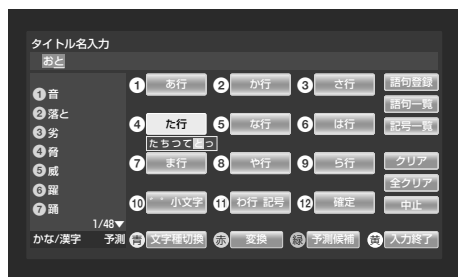 タイトル名入力
おと
① あ行 ② か行 ③ さ行 語句登録
①音
語句一覧
②落と
④ た行 ⑤ な行 ⑥ は行 記号一覧
③劣
たちつてとっ
④脅
⑦ ま行 ⑧ や行 ⑨ ら行 クリア
⑤威
全クリア
⑥躍
⑩ ゛゜小文字 ⑪ わ行 記号 ⑫ 確定 中止
⑦踊
1/48▼
かな/漢字 予測 青 文字種切換 赤 変換 緑 予測候補 黄 入力終了